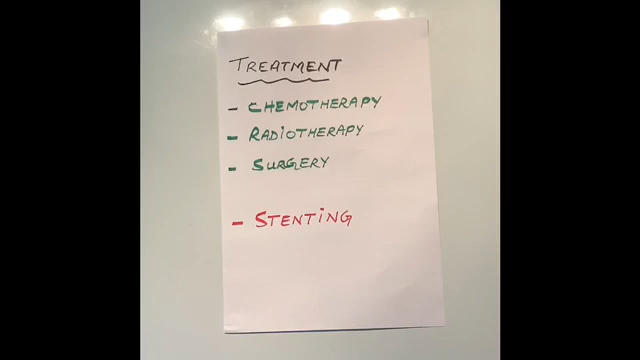 TREATMENT
- CHEMOTHERAPY
- RADIOTHERAPY
- SURGERY
- STENTING